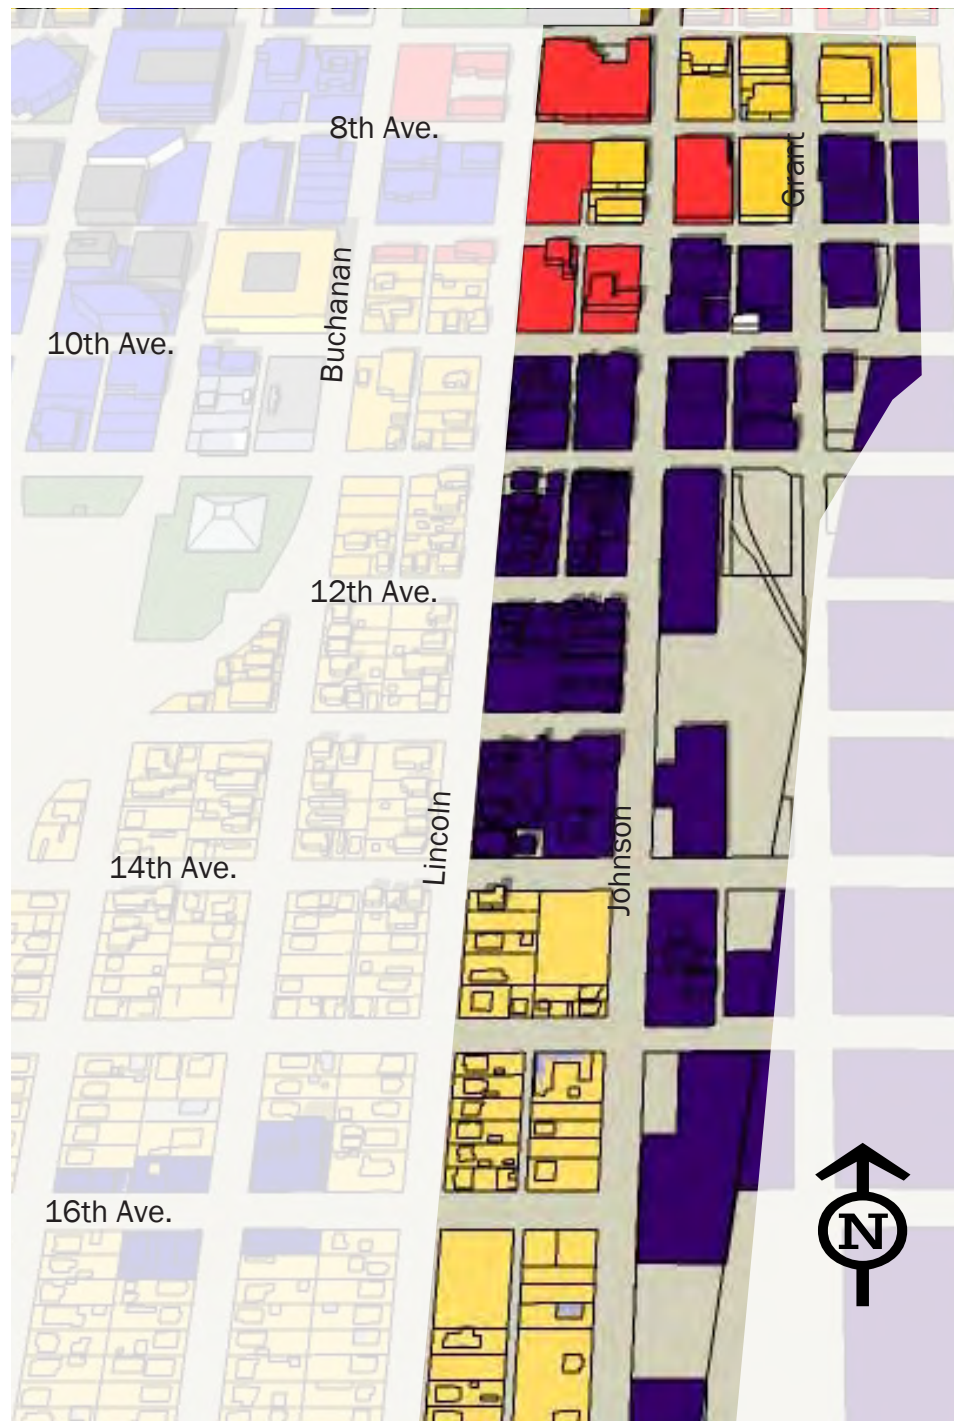 8th Ave.
Grant
Buchanan
10th Ave.
12th Ave.
Lincoln
Johnson
14th Ave.
16th Ave.
N